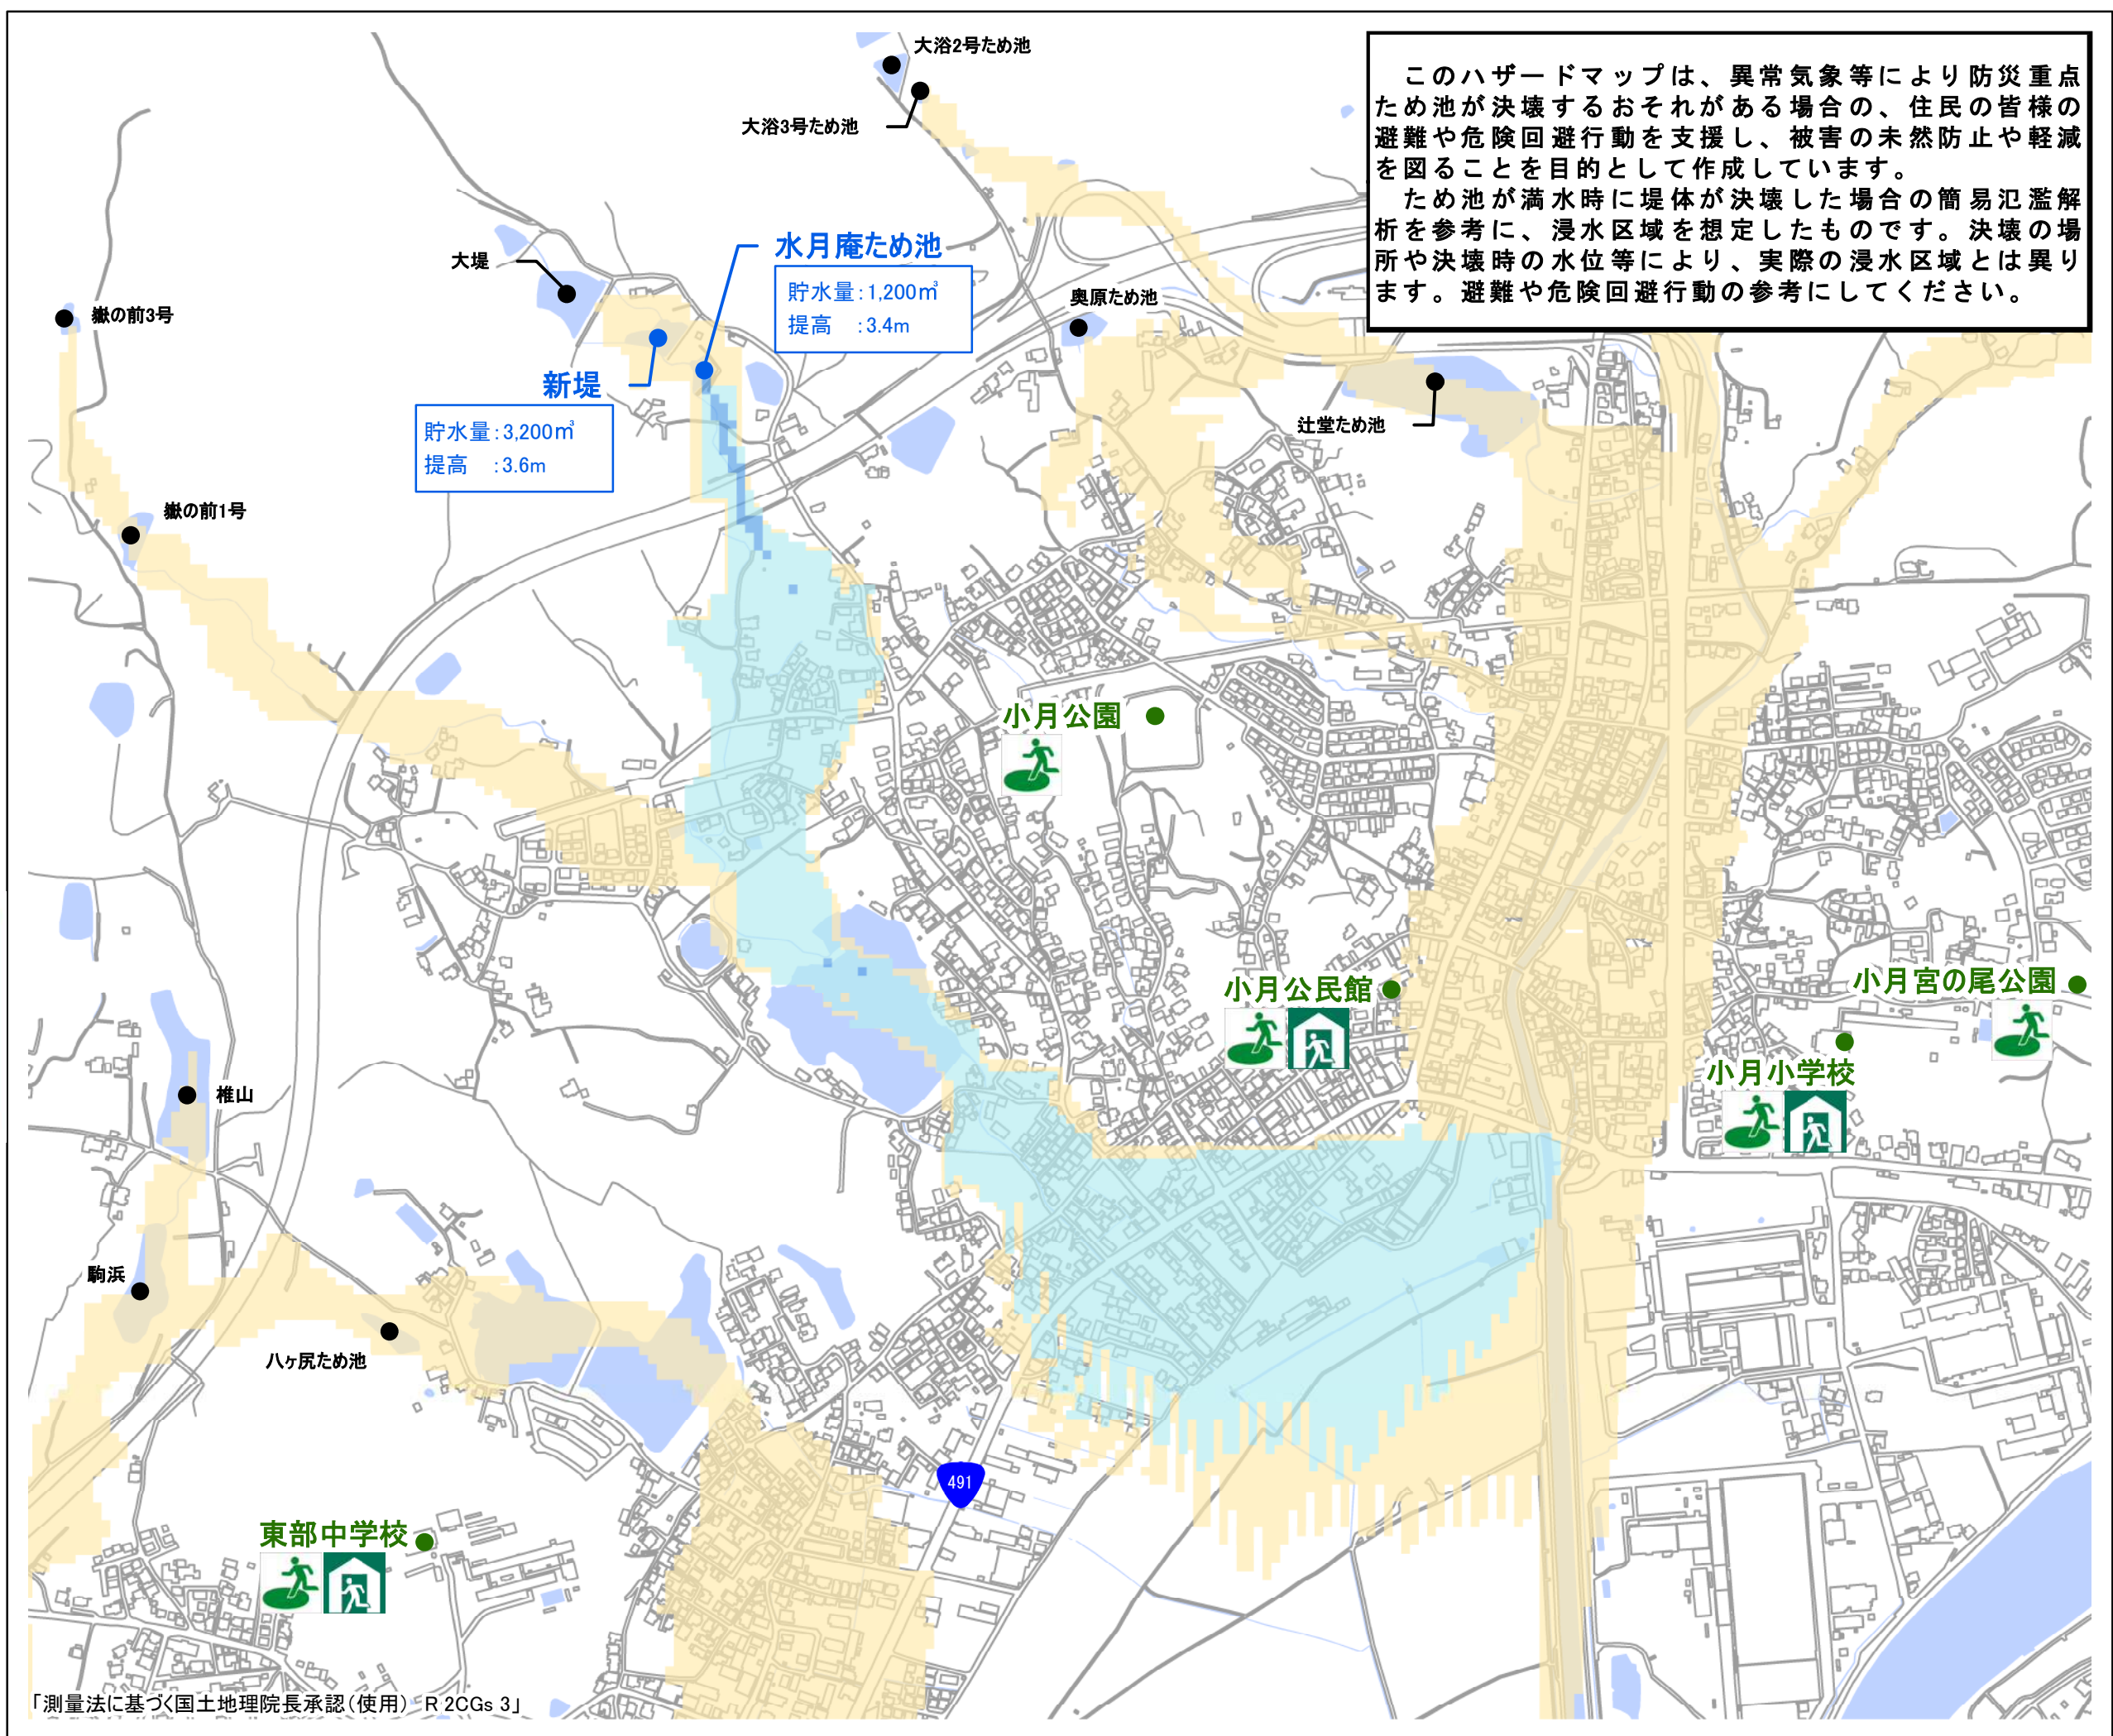 大浴2号ため池
大浴3号ため池
このハザードマップは、異常気象等により防災重点
ため池が決壊するおそれがある場合の、住民の皆様の
避難や危険回避行動を支援し、被害の未然防止や軽減
を図ることを目的として作成しています。
ため池が満水時に堤体が決壊した場合の簡易氾濫解
析を参考に、浸水区域を想定したものです。決壊の場
所や決壊時の水位等により、実際の浸水区域とは異り
ます。避難や危険回避行動の参考にしてください。
水月庵ため池
貯水量:1,200㎥
提高 :3.4m
大堤
奥原ため池
嶽の前3号
新堤
貯水量:3,200㎥
提高 :3.6m
辻堂ため池
嶽の前1号
小月公園
小月公民館
小月宮の尾公園
小月小学校
椎山
駒浜
八ヶ尻ため池
491
東部中学校
「測量法に基づく国土地理院長承認(使用) R 2CGs 3」